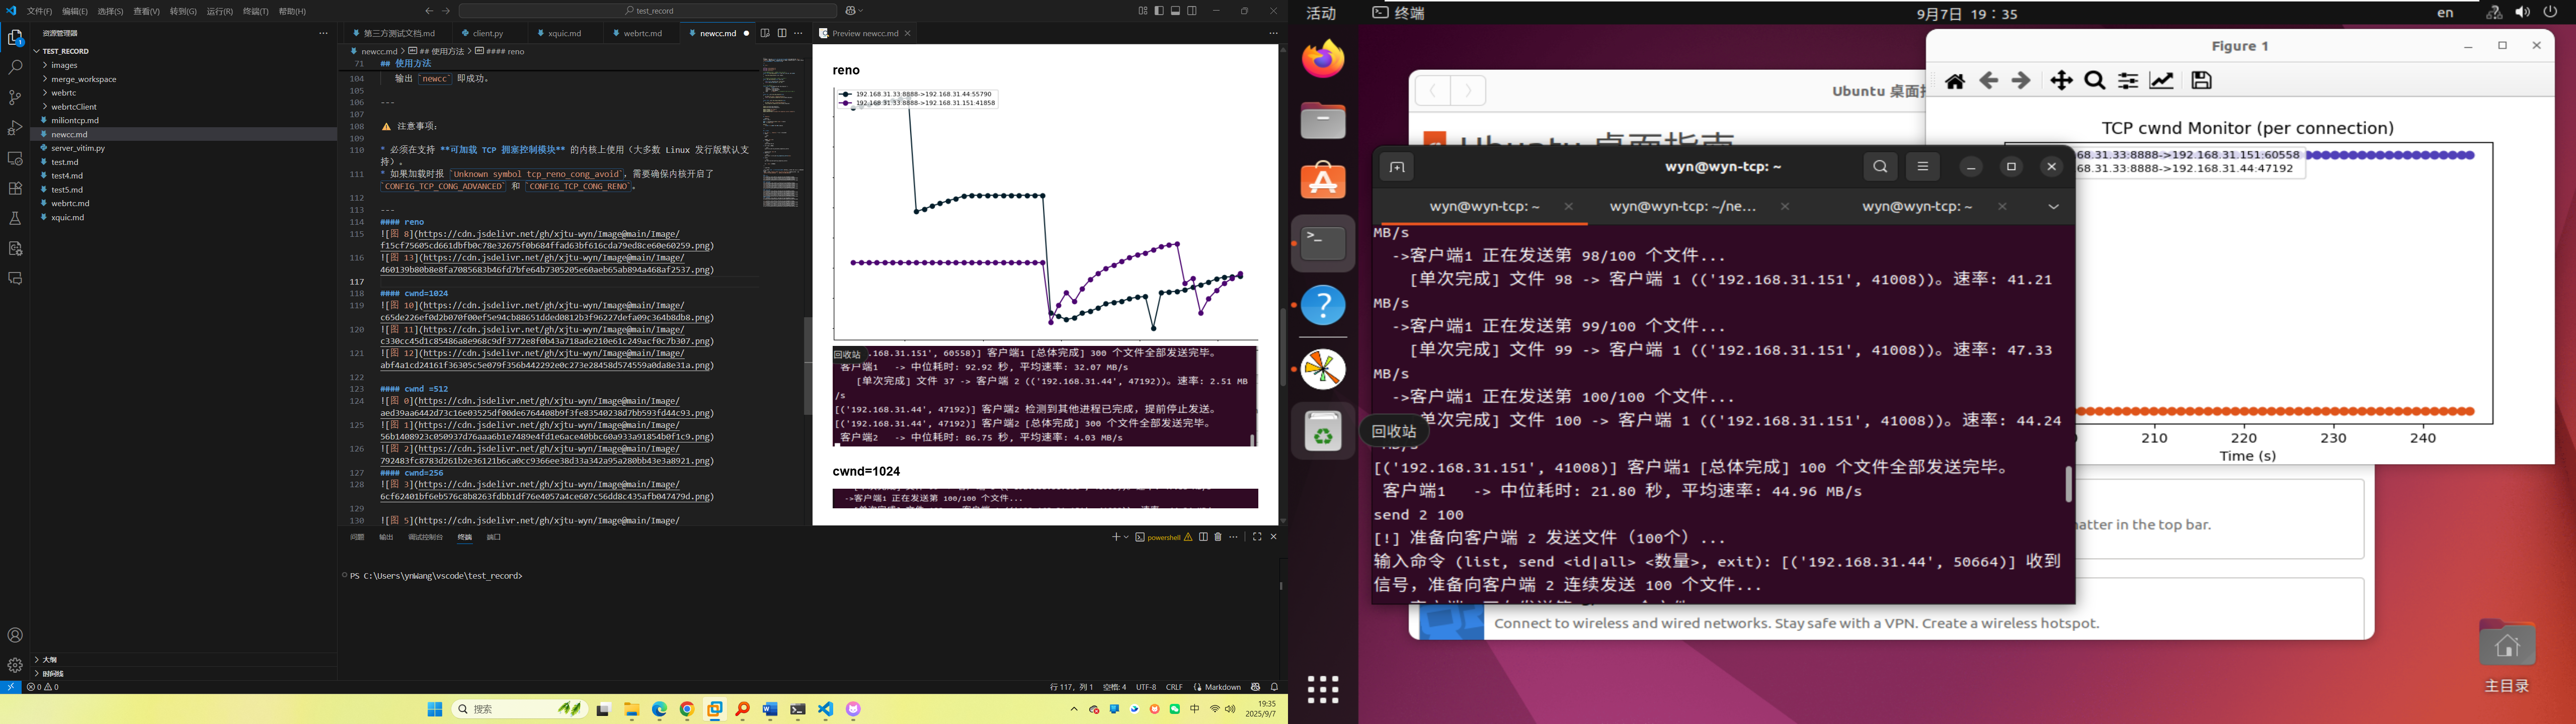 文件(F) 编辑(E) 选择(S) 查看(V) 转到(G) 运行(R) 终端(T) 帮助(H)
test_record
资源管理器
TEST_RECORD
images
merge_workspace
webrtc
webrtcClient
miliontcp.md
newcc.md
server_vitim.py
test.md
test4.md
test5.md
webrtc.md
xquic.md
大纲
时间线
第三方测试文档.md
client.py
xquic.md
webrtc.md
newcc.md
newcc.md > ## 使用方法 > #### reno
71 ## 使用方法
104 输出 `newcc` 即成功。
105
106 ---
107
108 ⚠️ 注意事项:
109
110 * 必须在支持 **可加载 TCP 拥塞控制模块** 的内核上使用（大多数 Linux 发行版默认支
持）。
111 * 如果加载时报 `Unknown symbol tcp_reno_cong_avoid`，需要确保内核开启了
`CONFIG_TCP_CONG_ADVANCED` 和 `CONFIG_TCP_CONG_RENO`。
112
113 ---
114 #### reno
115 ![图 8](https://cdn.jsdelivr.net/gh/xjtu-wyn/Image@main/Image/
f15cf75605cd661dbfb0c78e32675f0b684ffad63bf616cda79ed8ce60e60259.png)
116 ![图 13](https://cdn.jsdelivr.net/gh/xjtu-wyn/Image@main/Image/
460139b80b8e8fa7085683b46fd7bfe64b7305205e60aeb65ab894a468af2537.png)
117
118 #### cwnd=1024
119 ![图 10](https://cdn.jsdelivr.net/gh/xjtu-wyn/Image@main/Image/
c65de226ef0d2b070f00ef5e94cb88651dded0812b3f96227defa09c364b8db8.png)
120 ![图 11](https://cdn.jsdelivr.net/gh/xjtu-wyn/Image@main/Image/
c330cc45d1c85486a8e968c9df3772e8f0b43a718ade210e61c249acf0c7b307.png)
121 ![图 12](https://cdn.jsdelivr.net/gh/xjtu-wyn/Image@main/Image/
abf4a1cd24161f36305c5e079f356b442292e0c273e28458d574559a0da8e31a.png)
122
123 #### cwnd =512
124 ![图 0](https://cdn.jsdelivr.net/gh/xjtu-wyn/Image@main/Image/
aed39aa6442d73c16e03525df00de6764408b9f3fe83540238d7bb593fd44c93.png)
125 ![图 1](https://cdn.jsdelivr.net/gh/xjtu-wyn/Image@main/Image/
56b1408923c050937d76aaa6b1e7489e4fd1e6ace40bbc60a933a91854b0f1c9.png)
126 ![图 2](https://cdn.jsdelivr.net/gh/xjtu-wyn/Image@main/Image/
792483fc8783d261b2e36121b6ca0cc9366ee38d33a342a95a280bb43e3a8921.png)
127 #### cwnd=256
128 ![图 3](https://cdn.jsdelivr.net/gh/xjtu-wyn/Image@main/Image/
6cf62401bf6eb576c8b8263fdbb1df76e4057a4ce607c56dd8c435afb047479d.png)
129
130 ![图 5](https://cdn.jsdelivr.net/gh/xjtu-wyn/Image@main/Image/
问题 输出 调试控制台 终端 端口
powershell
PS C:\Users\ynWang\vscode\test_record>
0 0
行 117，列 1 空格: 4 UTF-8 CRLF Markdown
Preview newcc.md
reno
192.168.31.33:8888->192.168.31.44:55790
192.168.31.33:8888->192.168.31.151:41858
回收站
.168.31.151', 60558)] 客户端1 [总体完成] 300 个文件全部发送完毕。
客户端1 -> 中位耗时: 92.92 秒, 平均速率: 32.07 MB/s
[单次完成] 文件 37 -> 客户端 2 (('192.168.31.44', 47192))。速率: 2.51 MB
/s
[('192.168.31.44', 47192)] 客户端2 检测到其他进程已完成，提前停止发送。
[('192.168.31.44', 47192)] 客户端2 [总体完成] 300 个文件全部发送完毕。
客户端2 -> 中位耗时: 86.75 秒, 平均速率: 4.03 MB/s
cwnd=1024
->客户端1 正在发送第 100/100 个文件...
搜索
中
19:35
2025/9/7
活动
终端
9月7日 19：35
en
Ubuntu 桌面指
Ubuntu 桌面指南
Figure 1
TCP cwnd Monitor (per connection)
8.31.33:8888->192.168.31.151:60558
8.31.33:8888->192.168.31.44:47192
210 220 230 240
Time (s)
wyn@wyn-tcp: ~
wyn@wyn-tcp: ~
wyn@wyn-tcp: ~/ne...
wyn@wyn-tcp: ~
MB/s
->客户端1 正在发送第 98/100 个文件...
[单次完成] 文件 98 -> 客户端 1 (('192.168.31.151', 41008))。速率: 41.21
MB/s
->客户端1 正在发送第 99/100 个文件...
[单次完成] 文件 99 -> 客户端 1 (('192.168.31.151', 41008))。速率: 47.33
MB/s
->客户端1 正在发送第 100/100 个文件...
单次完成] 文件 100 -> 客户端 1 (('192.168.31.151', 41008))。速率: 44.24
回收站
[('192.168.31.151', 41008)] 客户端1 [总体完成] 100 个文件全部发送完毕。
客户端1 -> 中位耗时: 21.80 秒, 平均速率: 44.96 MB/s
send 2 100
[!] 准备向客户端 2 发送文件（100个）...
输入命令 (list, send <id|all> <数量>, exit): [('192.168.31.44', 50664)] 收到
信号，准备向客户端 2 连续发送 100 个文件...
atter in the top bar.
Connect to wireless and wired networks. Stay safe with a VPN. Create a wireless hotspot.
主目录